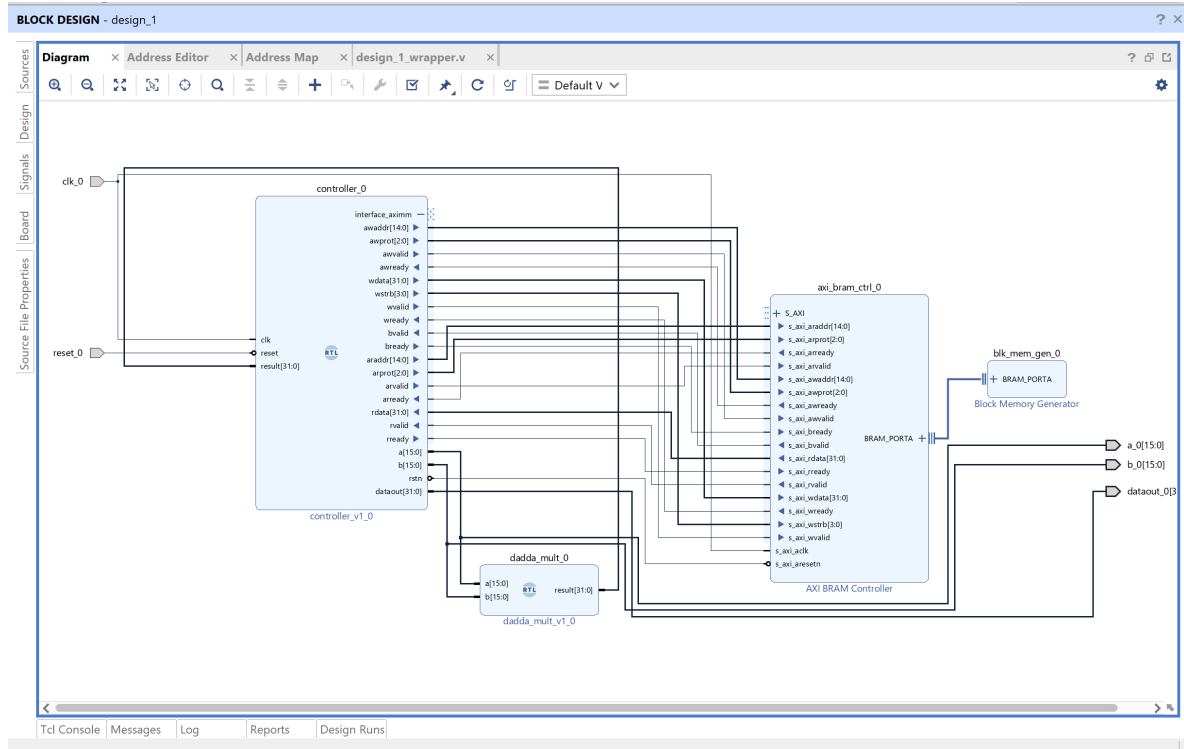 BLOCK DESIGN - design_1
? ×
Sources
Design
Signals
Board
Source File Properties
Diagram × Address Editor × Address Map × design_1_wrapper.v ×
Default V
clk_0
reset_0
controller_0
interface_aximm
awaddr[14:0]
awprot[2:0]
awvalid
awready
wdata[31:0]
wstrb[3:0]
wvalid
wready
bvalid
bready
araddr[14:0]
arprot[2:0]
arvalid
arready
rdata[31:0]
rvalid
rready
a[15:0]
b[15:0]
rstn
dataout[31:0]
clk
reset
result[31:0]
RTL
controller_v1_0
dadda_mult_0
a[15:0]
b[15:0]
RTL
result[31:0]
dadda_mult_v1_0
axi_bram_ctrl_0
S_AXI
s_axi_araddr[14:0]
s_axi_arprot[2:0]
s_axi_arready
s_axi_arvalid
s_axi_awaddr[14:0]
s_axi_awprot[2:0]
s_axi_awready
s_axi_awvalid
s_axi_bready
s_axi_bvalid
s_axi_rdata[31:0]
s_axi_rready
s_axi_rvalid
s_axi_wdata[31:0]
s_axi_wready
s_axi_wstrb[3:0]
s_axi_wvalid
s_axi_aclk
s_axi_aresetn
BRAM_PORTA
AXI BRAM Controller
blk_mem_gen_0
BRAM_PORTA
Block Memory Generator
a_0[15:0]
b_0[15:0]
dataout_0[3
Tcl Console Messages Log Reports Design Runs